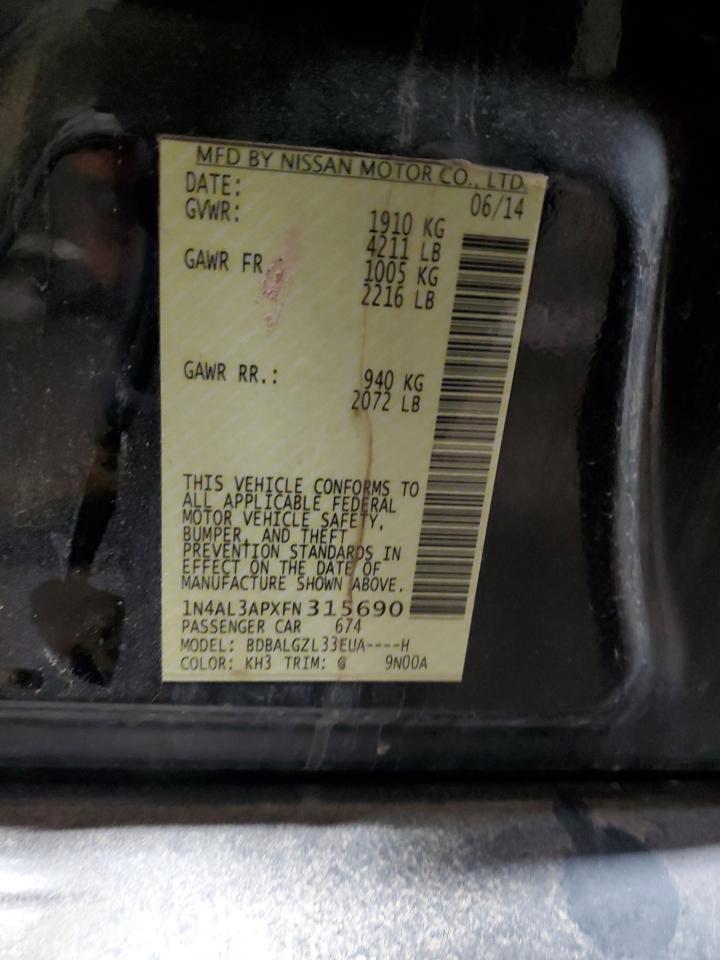 MFD BY NISSAN MOTOR CO., LTD.
DATE: 06/14
GVWR: 1910 KG
4211 LB
GAWR FR 1005 KG
2216 LB
GAWR RR.: 940 KG
2072 LB
THIS VEHICLE CONFORMS TO
ALL APPLICABLE FEDERAL
MOTOR VEHICLE SAFETY,
BUMPER, AND THEFT
PREVENTION STANDARDS IN
EFFECT ON THE DATE OF
MANUFACTURE SHOWN ABOVE.
1N4AL3APXFN 315690
PASSENGER CAR 674
MODEL: BDBALGZL33EUA----H
COLOR: KH3 TRIM: G 9N00A